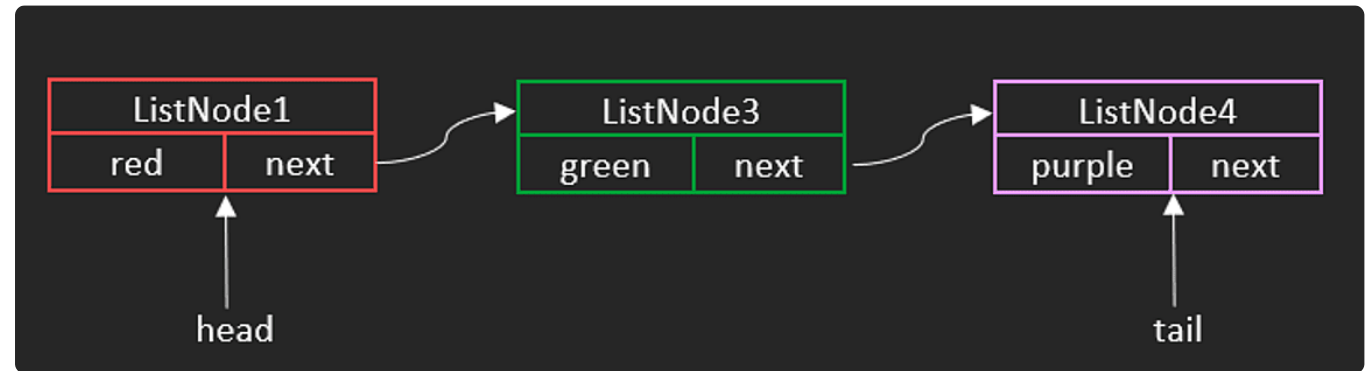 ListNode1 ListNode3 ListNode4
red next green next purple next
head tail